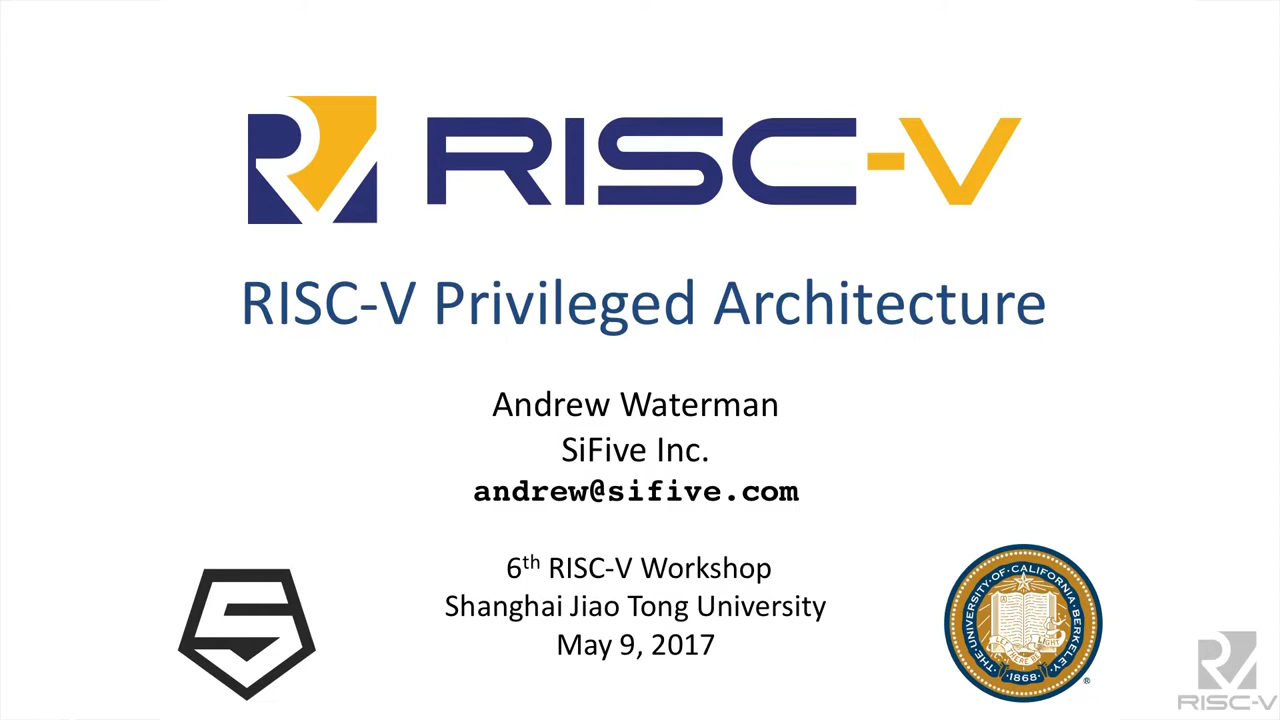 RISC-V
RISC-V Privileged Architecture
Andrew Waterman
SiFive Inc.
andrew@sifive.com
6th RISC-V Workshop
Shanghai Jiao Tong University
May 9, 2017
THE·UNIVERSITY·OF·CALIFORNIA·BERKELEY·
LET THERE BE LIGHT
·1868·
®
RISC-V